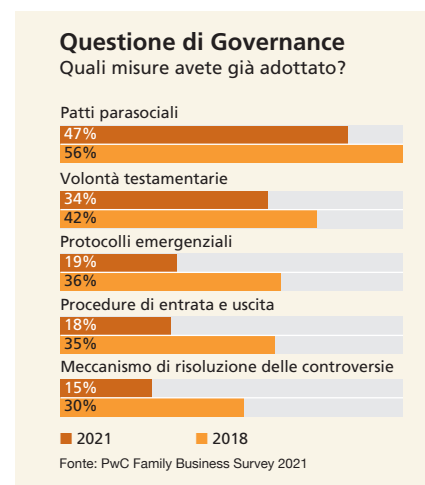 Questione di Governance
Quali misure avete già adottato?
Patti parasociali
47%
56%
Volontà testamentarie
34%
42%
Protocolli emergenziali
19%
36%
Procedure di entrata e uscita
18%
35%
Meccanismo di risoluzione delle controversie
15%
30%
2021 2018
Fonte: PwC Family Business Survey 2021